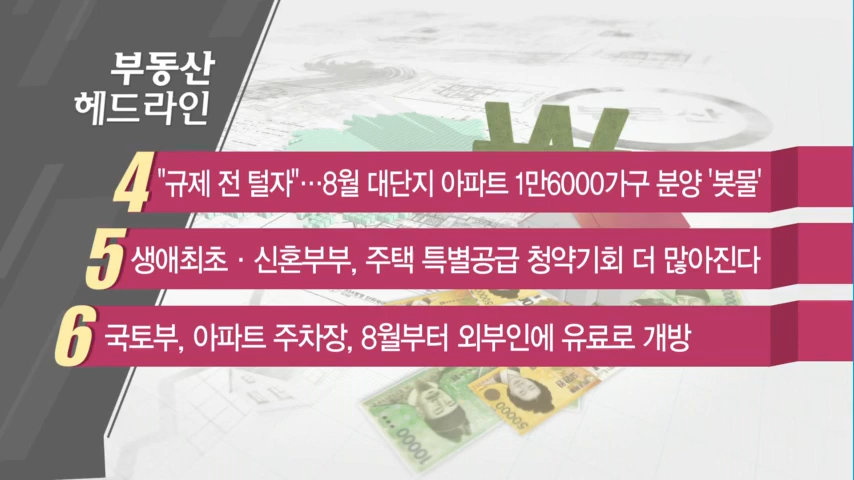 부동산
헤드라인
4 "규제 전 털자"…8월 대단지 아파트 1만6000가구 분양 '봇물'
5 생애최초 · 신혼부부, 주택 특별공급 청약기회 더 많아진다
6 국토부, 아파트 주차장, 8월부터 외부인에 유료로 개방
10000
50000